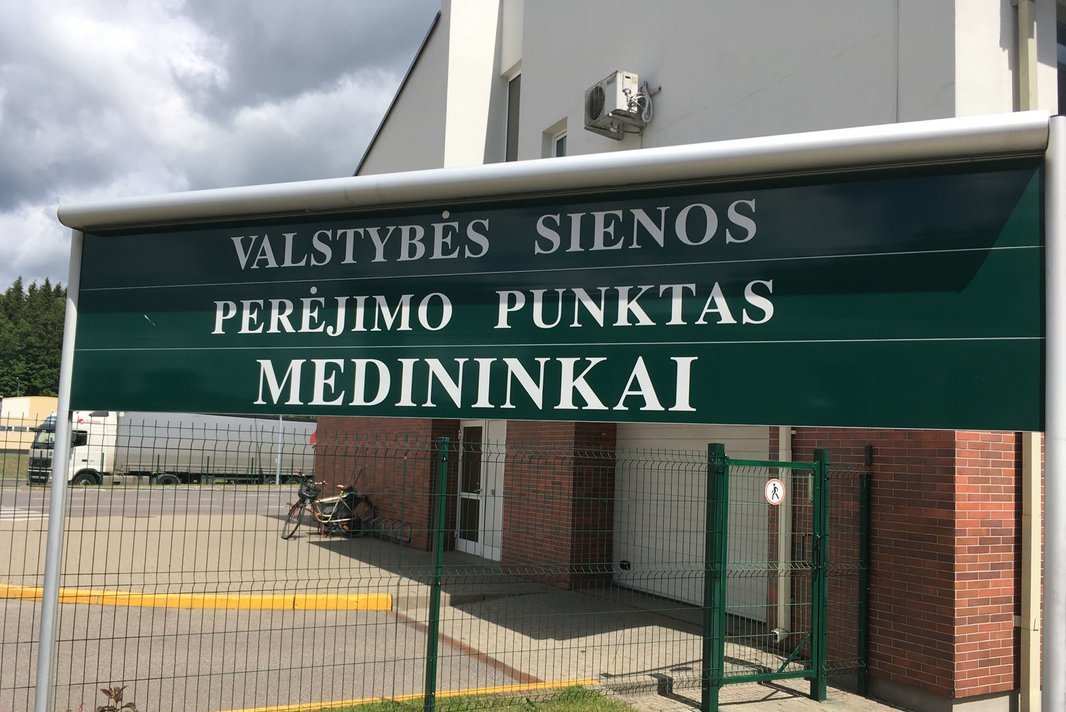 VALSTYBĖS SIENOS
PERĖJIMO PUNKTAS
MEDININKAI